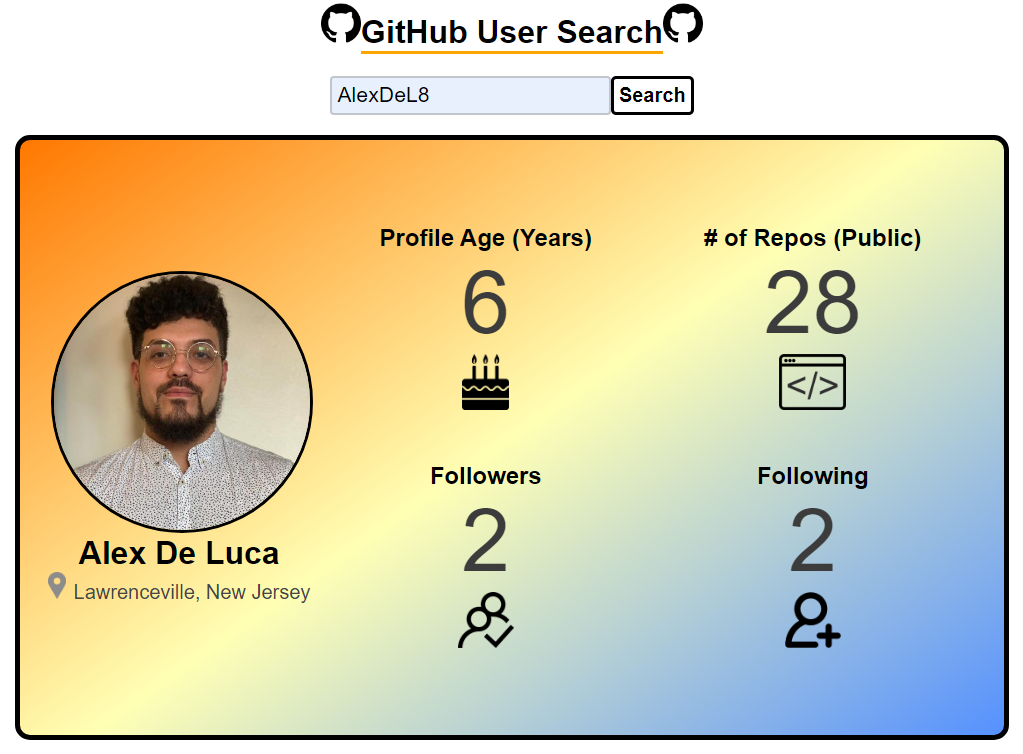 GitHub User Search
AlexDeL8
Search
Profile Age (Years)
6
# of Repos (Public)
28
</>
Followers
2
Following
2
Alex De Luca
Lawrenceville, New Jersey